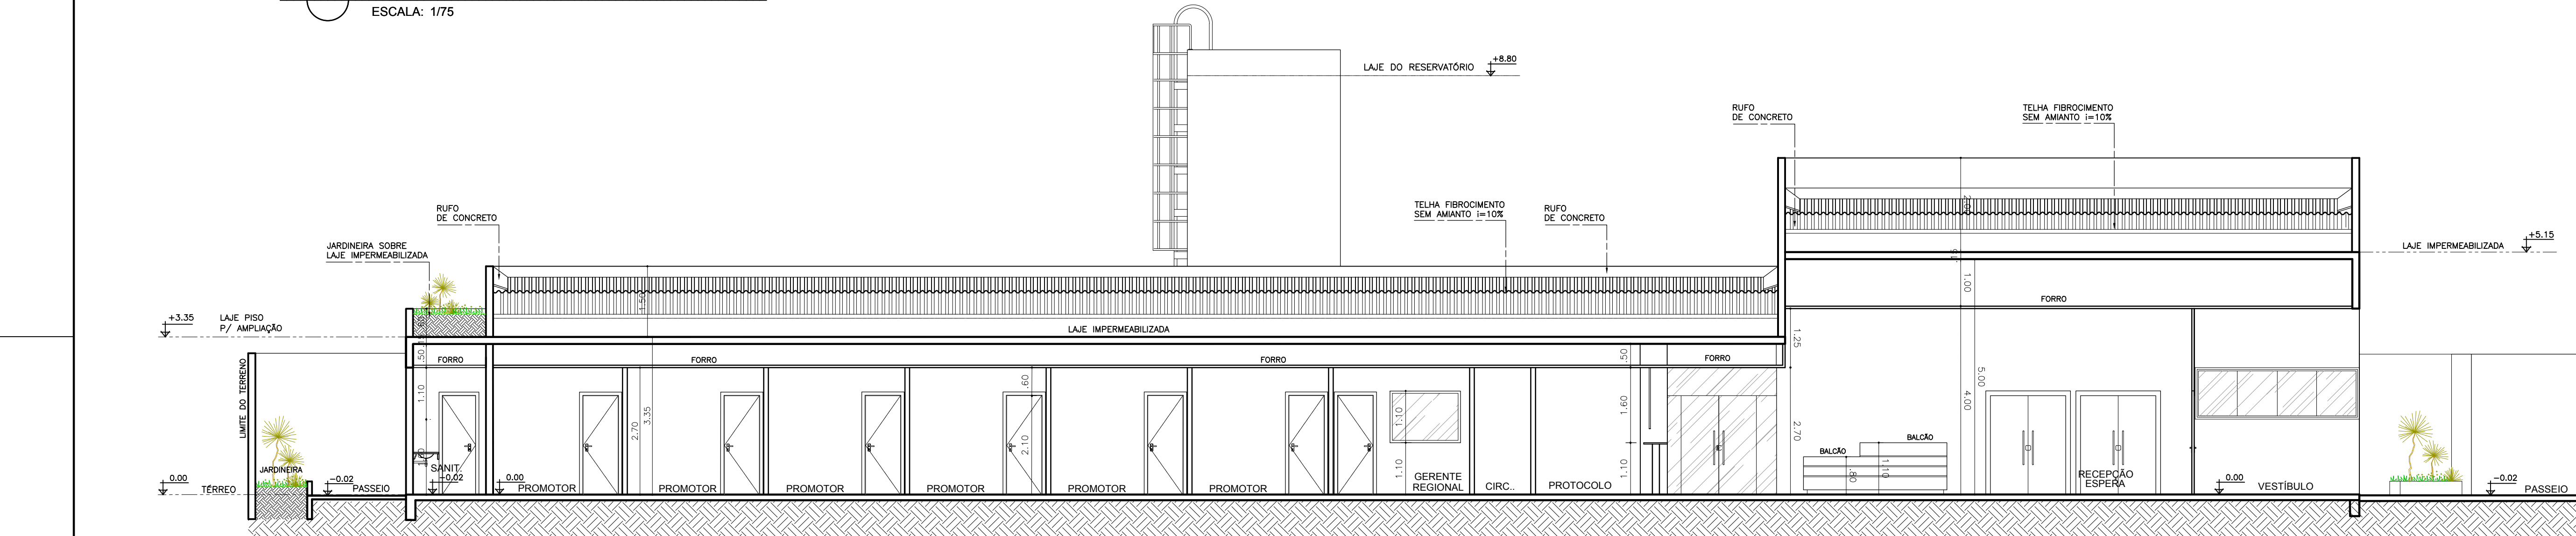 ESCALA: 1/75
LAJE DO RESERVATÓRIO
+8.80
RUFO
DE CONCRETO
TELHA FIBROCIMENTO
SEM AMIANTO i=10%
RUFO
DE CONCRETO
TELHA FIBROCIMENTO
SEM AMIANTO i=10%
RUFO
DE CONCRETO
JARDINEIRA SOBRE
LAJE IMPERMEABILIZADA
LAJE IMPERMEABILIZADA
+5.15
2.00
1.00
FORRO
+3.35
LAJE PISO
P/ AMPLIAÇÃO
1.50
LAJE IMPERMEABILIZADA
FORRO
FORRO
FORRO
FORRO
.50
.50
1.25
LIMITE DO TERRENO
1.10
2.70
3.35
.60
2.10
1.10
1.10
1.60
1.10
2.70
5.00
4.00
BALCÃO
BALCÃO
.80
1.10
JARDINEIRA
0.00
TÉRREO
-0.02
PASSEIO
SANIT.
-0.02
0.00
PROMOTOR
PROMOTOR
PROMOTOR
PROMOTOR
PROMOTOR
PROMOTOR
GERENTE
REGIONAL
CIRC..
PROTOCOLO
RECEPÇÃO
ESPERA
0.00
VESTÍBULO
-0.02
PASSEIO